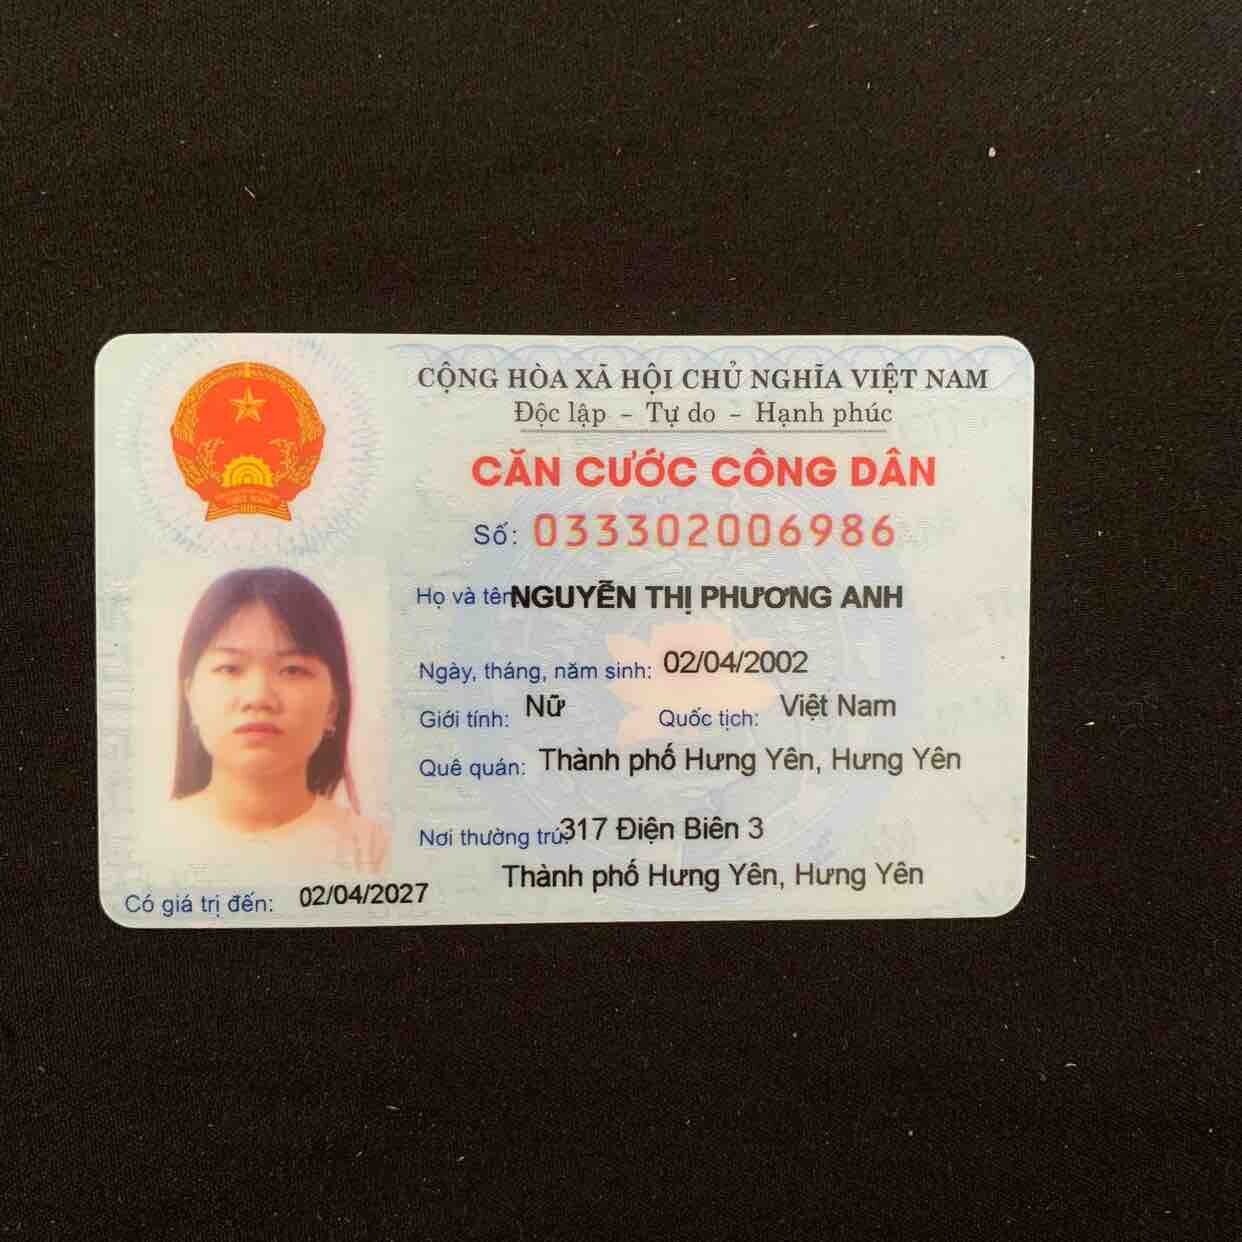 CỘNG HÒA XÃ HỘI CHỦ NGHĨA VIỆT NAM
Độc lập - Tự do - Hạnh phúc
CĂN CƯỚC CÔNG DÂN
Số: 033302006986
Họ và tên NGUYỄN THỊ PHƯƠNG ANH
Ngày, tháng, năm sinh: 02/04/2002
Giới tính: Nữ Quốc tịch: Việt Nam
Quê quán: Thành phố Hưng Yên, Hưng Yên
Nơi thường trú: 317 Điện Biên 3
Thành phố Hưng Yên, Hưng Yên
Có giá trị đến: 02/04/2027